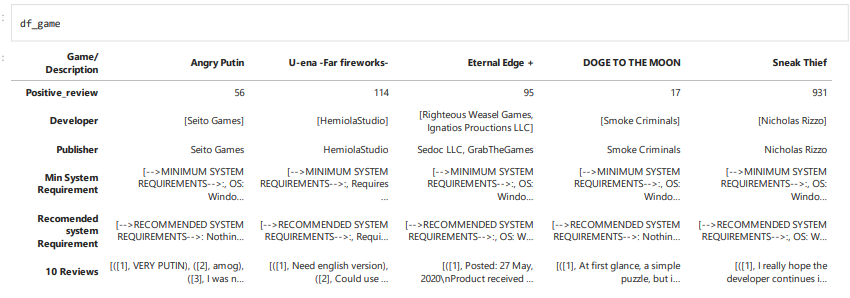 df_game
Game/
Description
Angry Putin
U-ena -Far fireworks-
Eternal Edge +
DOGE TO THE MOON
Sneak Thief
Positive_review
56
114
95
17
931
Developer
[Seito Games]
[HemiolaStudio]
[Righteous Weasel Games,
Ignatios Prouctions LLC]
[Smoke Criminals]
[Nicholas Rizzo]
Publisher
Seito Games
HemiolaStudio
Sedoc LLC, GrabTheGames
Smoke Criminals
Nicholas Rizzo
Min System
Requirement
[-->MINIMUM SYSTEM
REQUIREMENTS-->:, OS:
Windo...
[-->MINIMUM SYSTEM
REQUIREMENTS-->:, Requires
...
[-->MINIMUM SYSTEM
REQUIREMENTS-->:, OS:
Windo...
[-->MINIMUM SYSTEM
REQUIREMENTS-->:, OS:
Windo...
[-->MINIMUM SYSTEM
REQUIREMENTS-->:, OS:
Windo...
Recomended
system
Requirement
[-->RECOMMENDED SYSTEM
REQUIREMENTS-->: Nothin...
[-->RECOMMENDED SYSTEM
REQUIREMENTS-->:, Requi...
[-->RECOMMENDED SYSTEM
REQUIREMENTS-->:, OS: W...
[-->RECOMMENDED SYSTEM
REQUIREMENTS-->: Nothin...
[-->RECOMMENDED SYSTEM
REQUIREMENTS-->:, OS: W...
10 Reviews
[([1], VERY PUTIN), ([2], amog),
([3], I was n...
[([1], Need english version),
([2], Could use ...
[([1], Posted: 27 May,
2020\nProduct received ...
[([1], At first glance, a simple
puzzle, but i...
[([1], I really hope the
developer continues i...